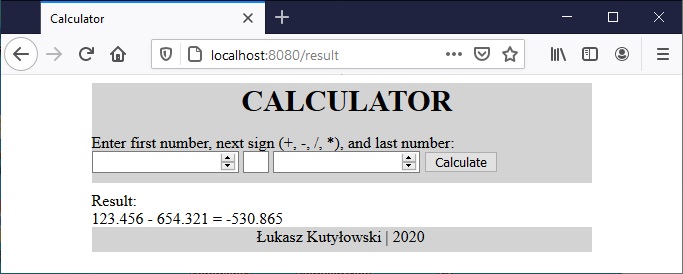 Calculator
localhost:8080/result
CALCULATOR
Enter first number, next sign (+, -, /, *), and last number:
Calculate
Result:
123.456 - 654.321 = -530.865
Łukasz Kutyłowski | 2020